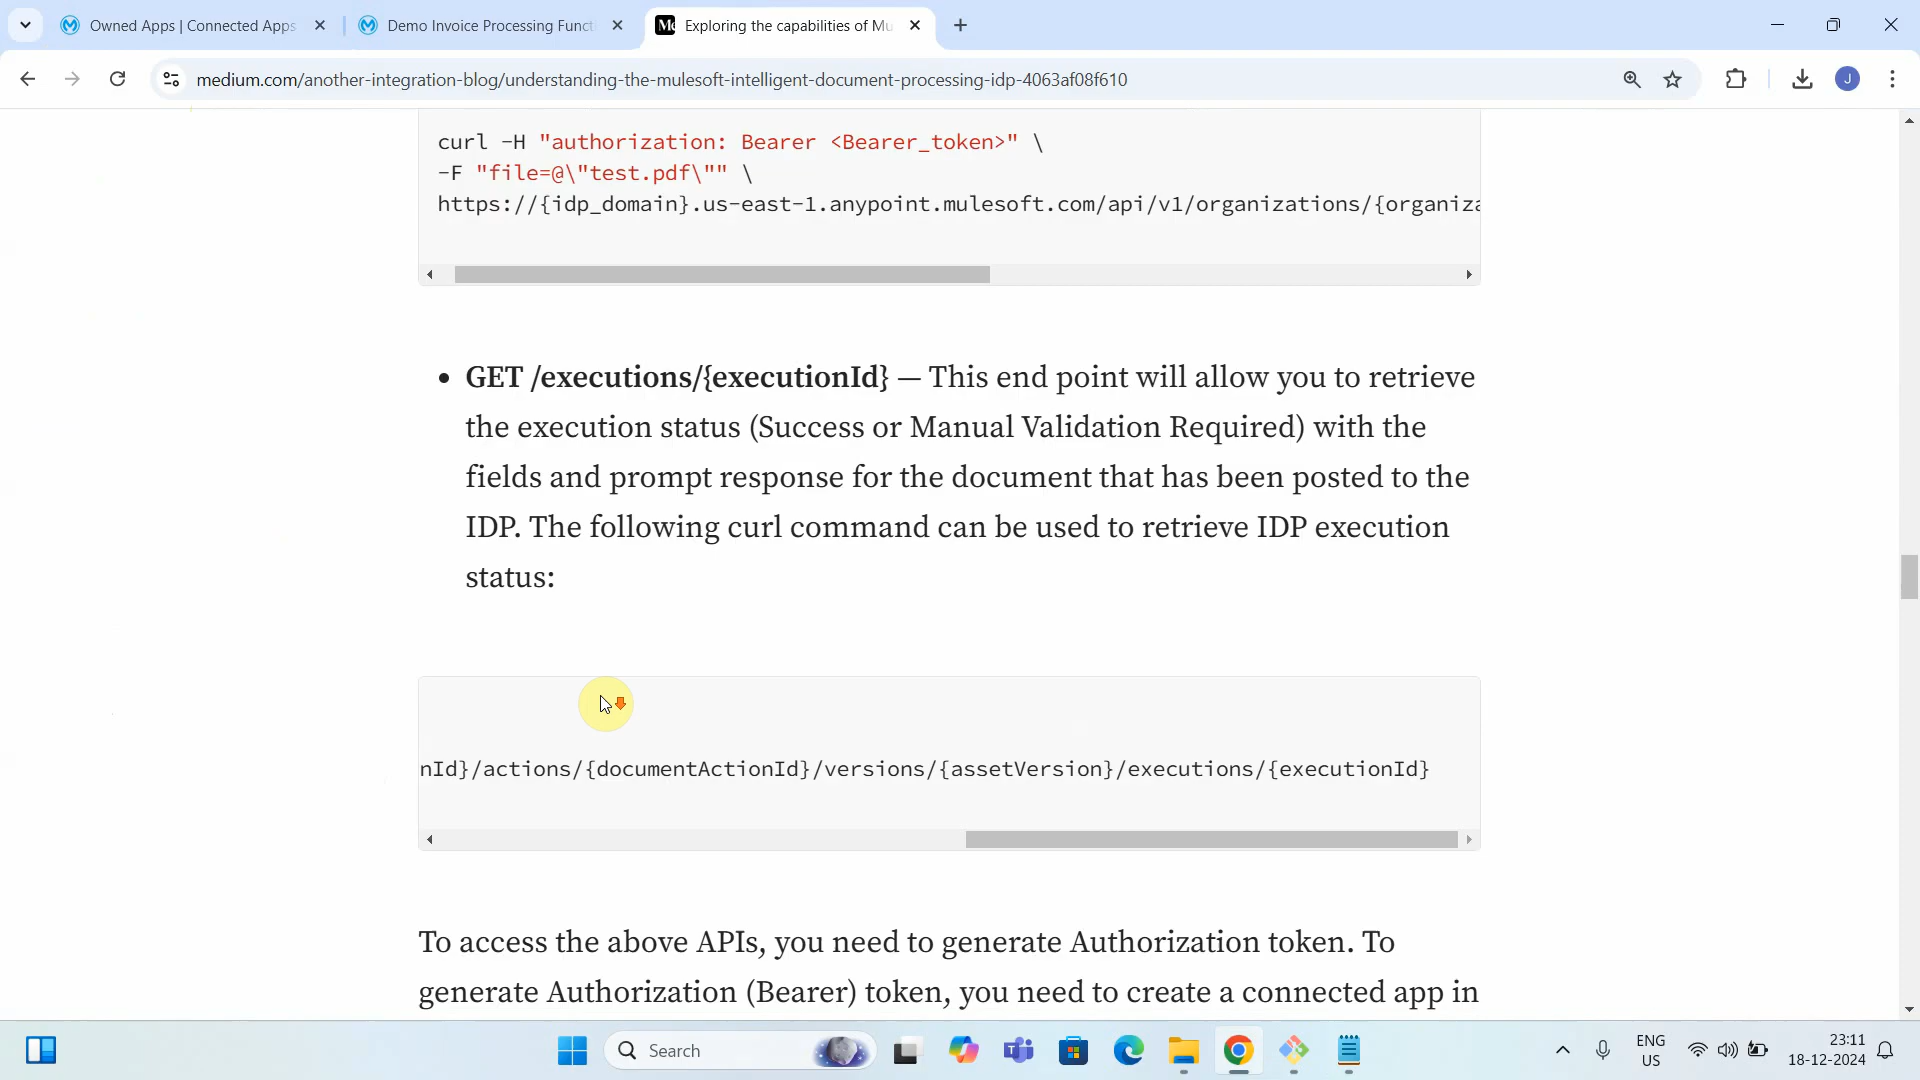 Owned Apps | Connected Apps
Demo Invoice Processing Funct
Exploring the capabilities of Mu
medium.com/another-integration-blog/understanding-the-mulesoft-intelligent-document-processing-idp-4063af08f610
J
curl -H "authorization: Bearer <Bearer_token>" \
-F "file=@\"test.pdf\"" \
https://{idp_domain}.us-east-1.anypoint.mulesoft.com/api/v1/organizations/{organiza
• GET /executions/{executionId} — This end point will allow you to retrieve
the execution status (Success or Manual Validation Required) with the
fields and prompt response for the document that has been posted to the
IDP. The following curl command can be used to retrieve IDP execution
status:
nId}/actions/{documentActionId}/versions/{assetVersion}/executions/{executionId}
To access the above APIs, you need to generate Authorization token. To
generate Authorization (Bearer) token, you need to create a connected app in
Search
ENG
US
23:11
18-12-2024